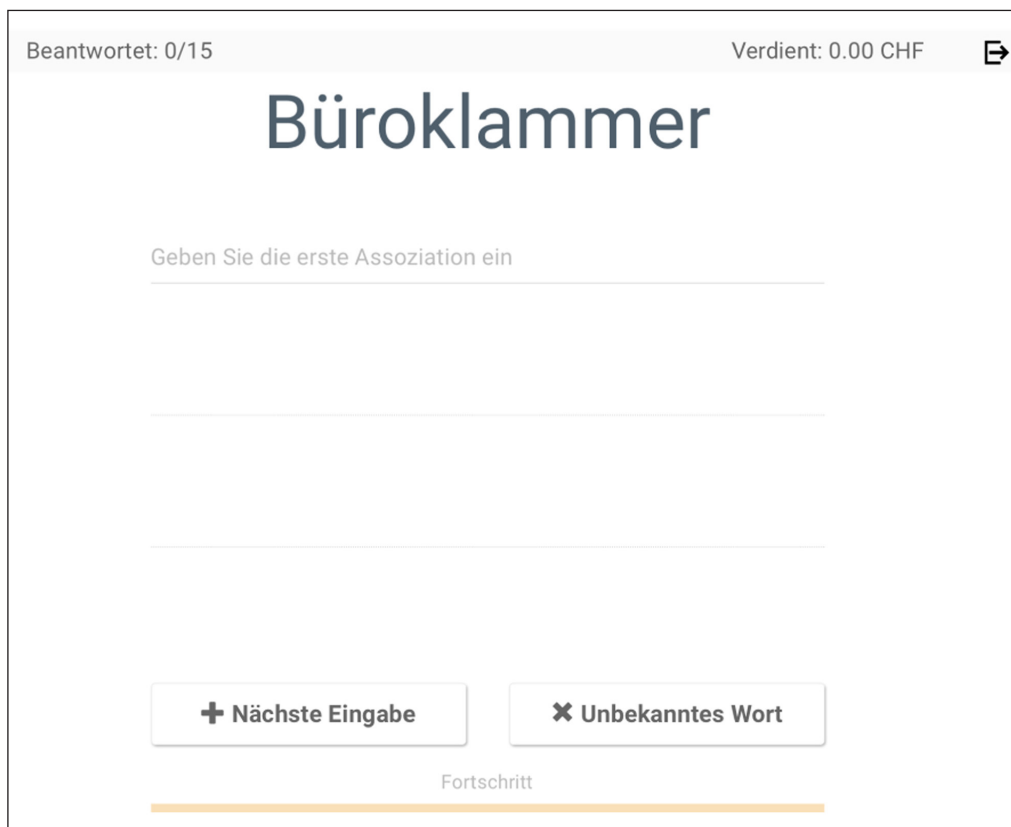 Beantwortet: 0/15 Verdient: 0.00 CHF
Büroklammer
Geben Sie die erste Assoziation ein
Nächste Eingabe Unbekanntes Wort
Fortschritt